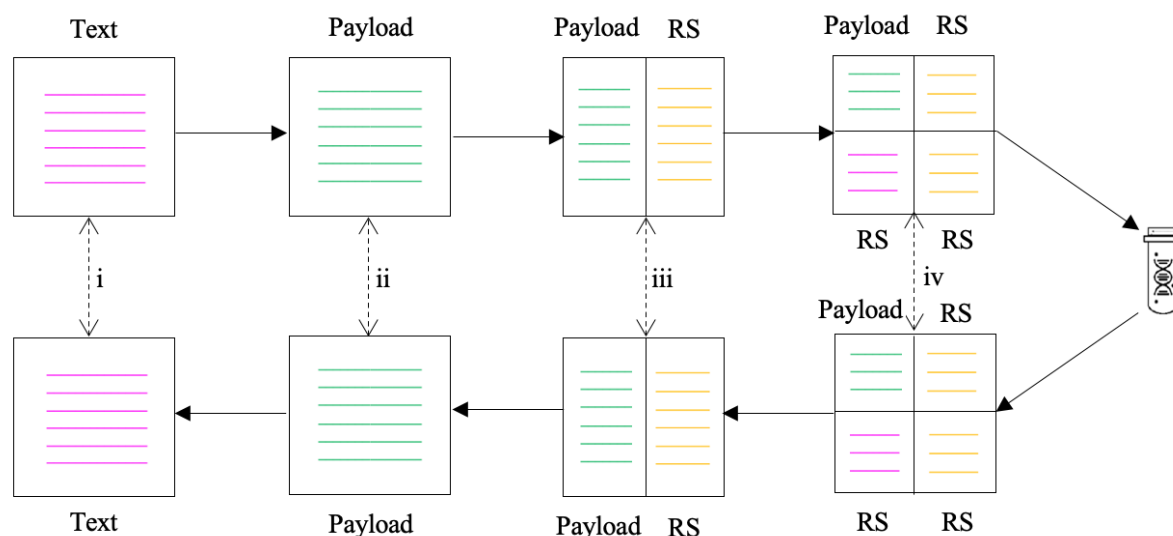 Text
Payload
Payload RS
Payload RS
RS RS
i
ii
iii
iv
Payload RS
Text
Payload
Payload RS
RS RS